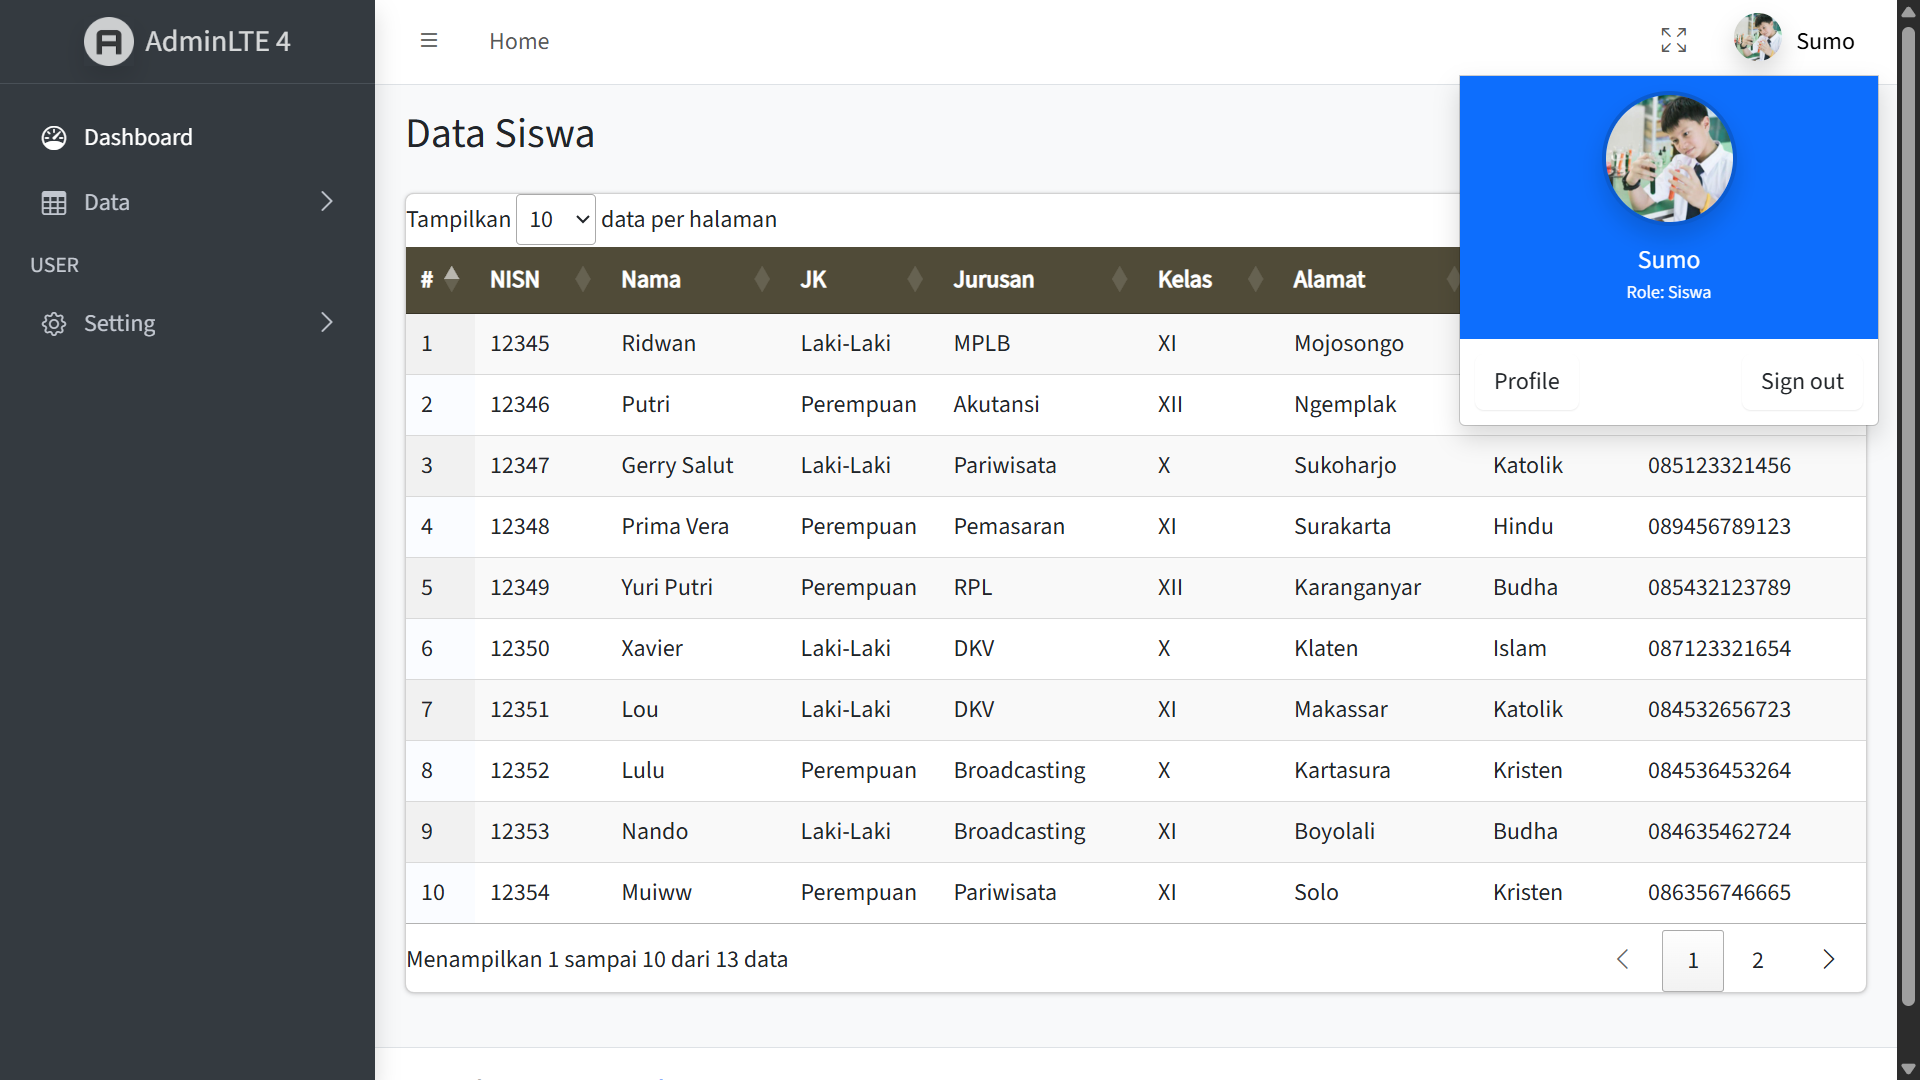 AdminLTE 4
Home
Sumo
Dashboard
Data
USER
Setting
Sumo
Role: Siswa
Profile
Sign out
Data Siswa
Tampilkan 10 data per halaman
# NISN Nama JK Jurusan Kelas Alamat
1 12345 Ridwan Laki-Laki MPLB XI Mojosongo
2 12346 Putri Perempuan Akutansi XII Ngemplak
3 12347 Gerry Salut Laki-Laki Pariwisata X Sukoharjo Katolik 085123321456
4 12348 Prima Vera Perempuan Pemasaran XI Surakarta Hindu 089456789123
5 12349 Yuri Putri Perempuan RPL XII Karanganyar Budha 085432123789
6 12350 Xavier Laki-Laki DKV X Klaten Islam 087123321654
7 12351 Lou Laki-Laki DKV XI Makassar Katolik 084532656723
8 12352 Lulu Perempuan Broadcasting X Kartasura Kristen 084536453264
9 12353 Nando Laki-Laki Broadcasting XI Boyolali Budha 084635462724
10 12354 Muiww Perempuan Pariwisata XI Solo Kristen 086356746665
Menampilkan 1 sampai 10 dari 13 data
1 2